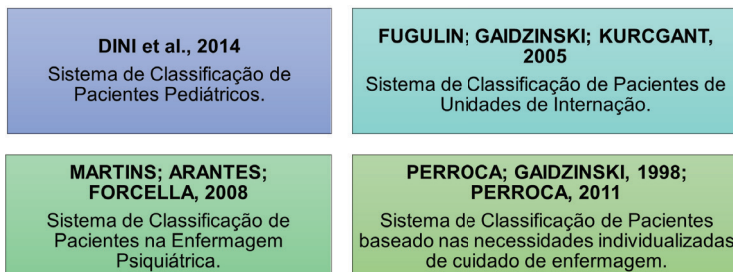 DINI et al., 2014
Sistema de Classificação de
Pacientes Pediátricos.
FUGULIN; GAIDZINSKI; KURCGANT,
2005
Sistema de Classificação de Pacientes de
Unidades de Internação.
MARTINS; ARANTES;
FORCELLA, 2008
Sistema de Classificação de
Pacientes na Enfermagem
Psiquiátrica.
PERROCA; GAIDZINSKI, 1998;
PERROCA, 2011
Sistema de Classificação de Pacientes
baseado nas necessidades individualizadas
de cuidado de enfermagem.